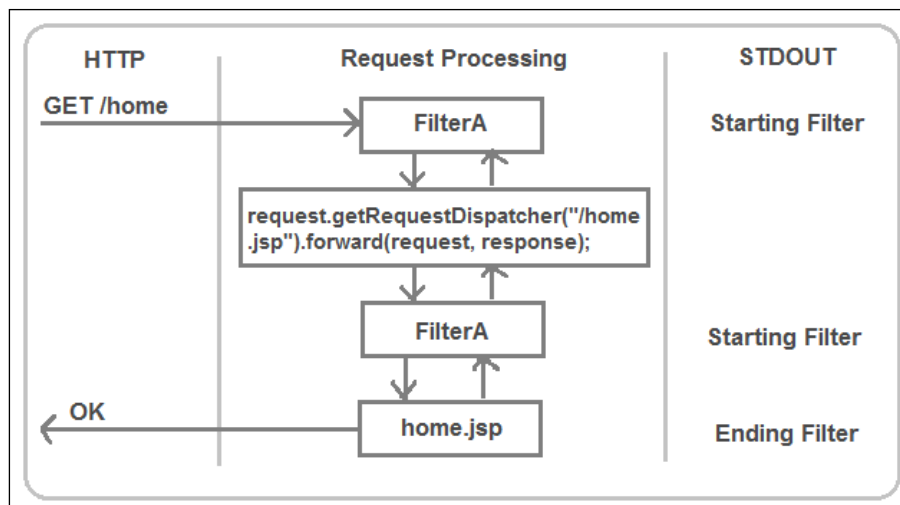 HTTP
Request Processing
STDOUT
GET /home
FilterA
Starting Filter
request.getRequestDispatcher("/home
.jsp").forward(request, response);
FilterA
Starting Filter
OK
home.jsp
Ending Filter